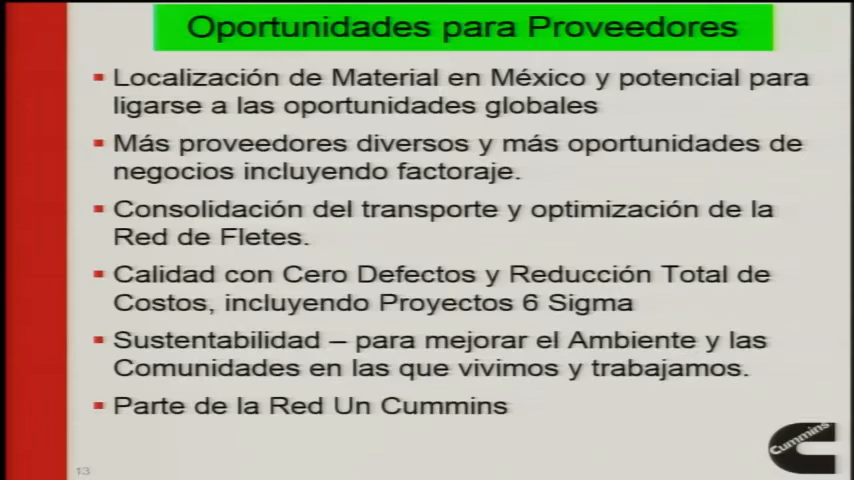 Oportunidades para Proveedores
Localización de Material en México y potencial para
ligarse a las oportunidades globales
Más proveedores diversos y más oportunidades de
negocios incluyendo factoraje.
Consolidación del transporte y optimización de la
Red de Fletes.
Calidad con Cero Defectos y Reducción Total de
Costos, incluyendo Proyectos 6 Sigma
Sustentabilidad – para mejorar el Ambiente y las
Comunidades en las que vivimos y trabajamos.
Parte de la Red Un Cummins
Cummins
13